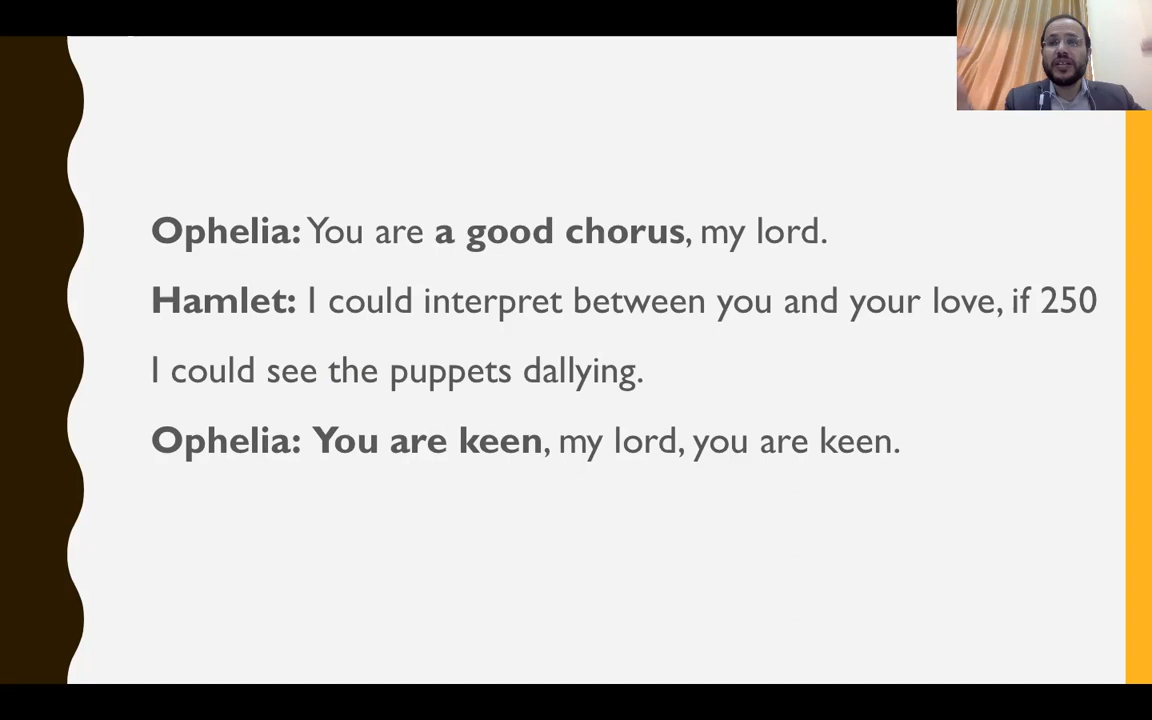 Ophelia: You are a good chorus, my lord.
Hamlet: I could interpret between you and your love, if 250
I could see the puppets dallying.
Ophelia: You are keen, my lord, you are keen.